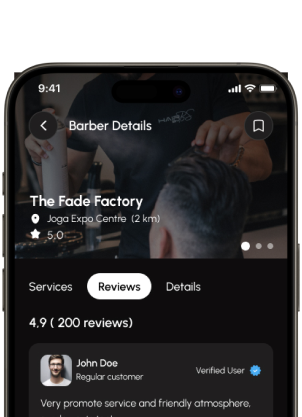 9:41
Barber Details
The Fade Factory
Joga Expo Centre (2 km)
5,0
Services
Reviews
Details
4.9 ( 200 reviews)
John Doe
Regular customer
Verified User
Very promote service and friendly atmosphere,